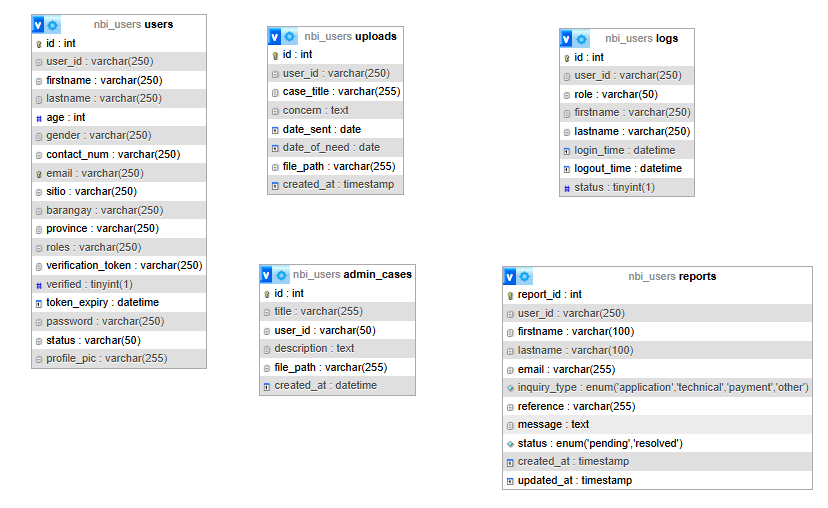 nbi_users users
id : int
user_id : varchar(250)
firstname : varchar(250)
lastname : varchar(250)
age : int
gender : varchar(250)
contact_num : varchar(250)
email : varchar(250)
sitio : varchar(250)
barangay : varchar(250)
province : varchar(250)
roles : varchar(250)
verification_token : varchar(250)
verified : tinyint(1)
token_expiry : datetime
password : varchar(250)
status : varchar(50)
profile_pic : varchar(255)
nbi_users uploads
id : int
user_id : varchar(250)
case_title : varchar(255)
concern : text
date_sent : date
date_of_need : date
file_path : varchar(255)
created_at : timestamp
nbi_users logs
id : int
user_id : varchar(250)
role : varchar(50)
firstname : varchar(250)
lastname : varchar(250)
login_time : datetime
logout_time : datetime
status : tinyint(1)
nbi_users admin_cases
id : int
title : varchar(255)
user_id : varchar(50)
description : text
file_path : varchar(255)
created_at : datetime
nbi_users reports
report_id : int
user_id : varchar(250)
firstname : varchar(100)
lastname : varchar(100)
email : varchar(255)
inquiry_type : enum('application','technical','payment','other')
reference : varchar(255)
message : text
status : enum('pending','resolved')
created_at : timestamp
updated_at : timestamp